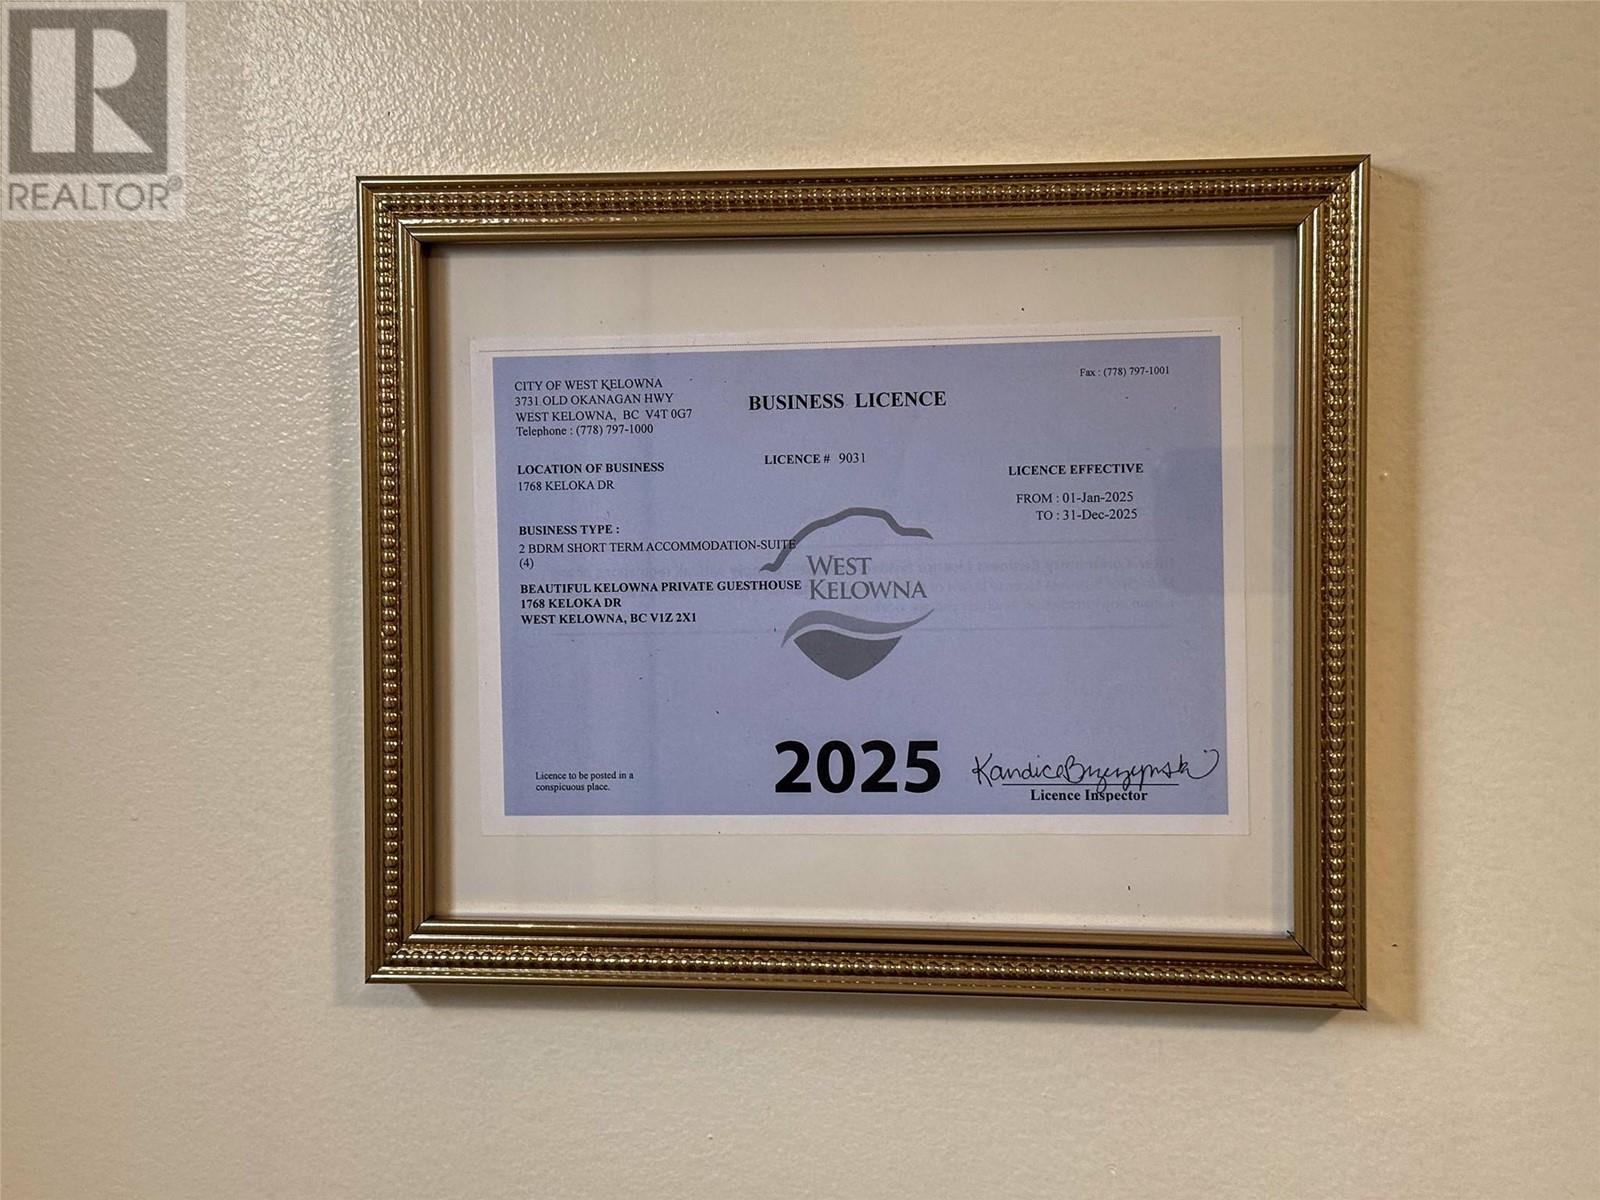 REALTOR®
CITY OF WEST KELOWNA
3731 OLD OKANAGAN HWY
WEST KELOWNA, BC V4T 0G7
Telephone : (778) 797-1000
BUSINESS LICENCE
Fax : (778) 797-1001
LICENCE # 9031
LOCATION OF BUSINESS
1768 KELOKA DR
LICENCE EFFECTIVE
FROM : 01-Jan-2025
TO : 31-Dec-2025
BUSINESS TYPE :
2 BDRM SHORT TERM ACCOMMODATION-SUITE
(4)
BEAUTIFUL KELOWNA PRIVATE GUESTHOUSE
1768 KELOKA DR
WEST KELOWNA, BC V1Z 2X1
WEST
KELOWNA
2025
Licence to be posted in a
conspicuous place.
Kandice Brzezynski
Licence Inspector